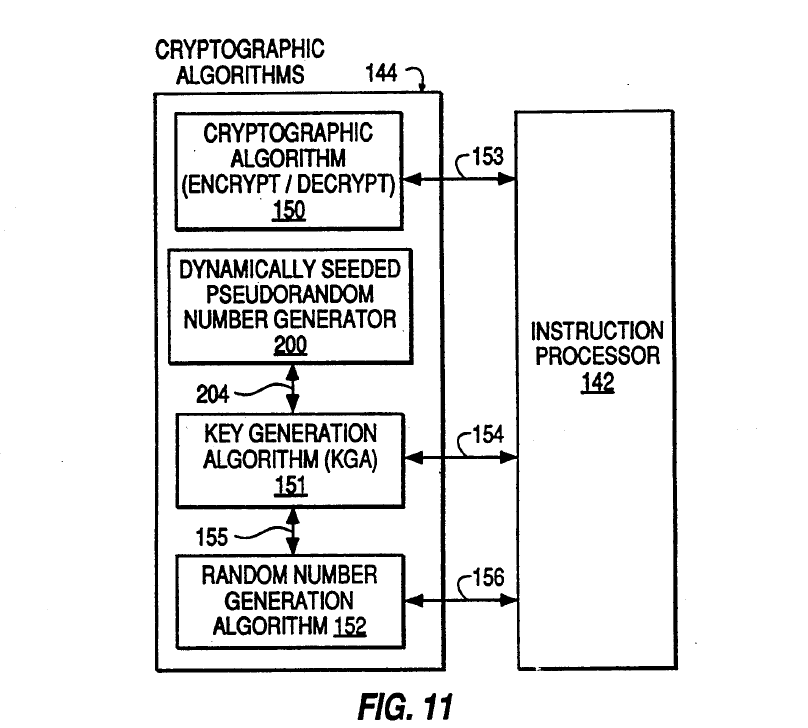 CRYPTOGRAPHIC
ALGORITHMS
144
CRYPTOGRAPHIC
ALGORITHM
(ENCRYPT / DECRYPT)
150
153
DYNAMICALLY SEEDED
PSEUDORANDOM
NUMBER GENERATOR
200
204
KEY GENERATION
ALGORITHM (KGA)
151
154
155
RANDOM NUMBER
GENERATION
ALGORITHM 152
156
INSTRUCTION
PROCESSOR
142
FIG. 11